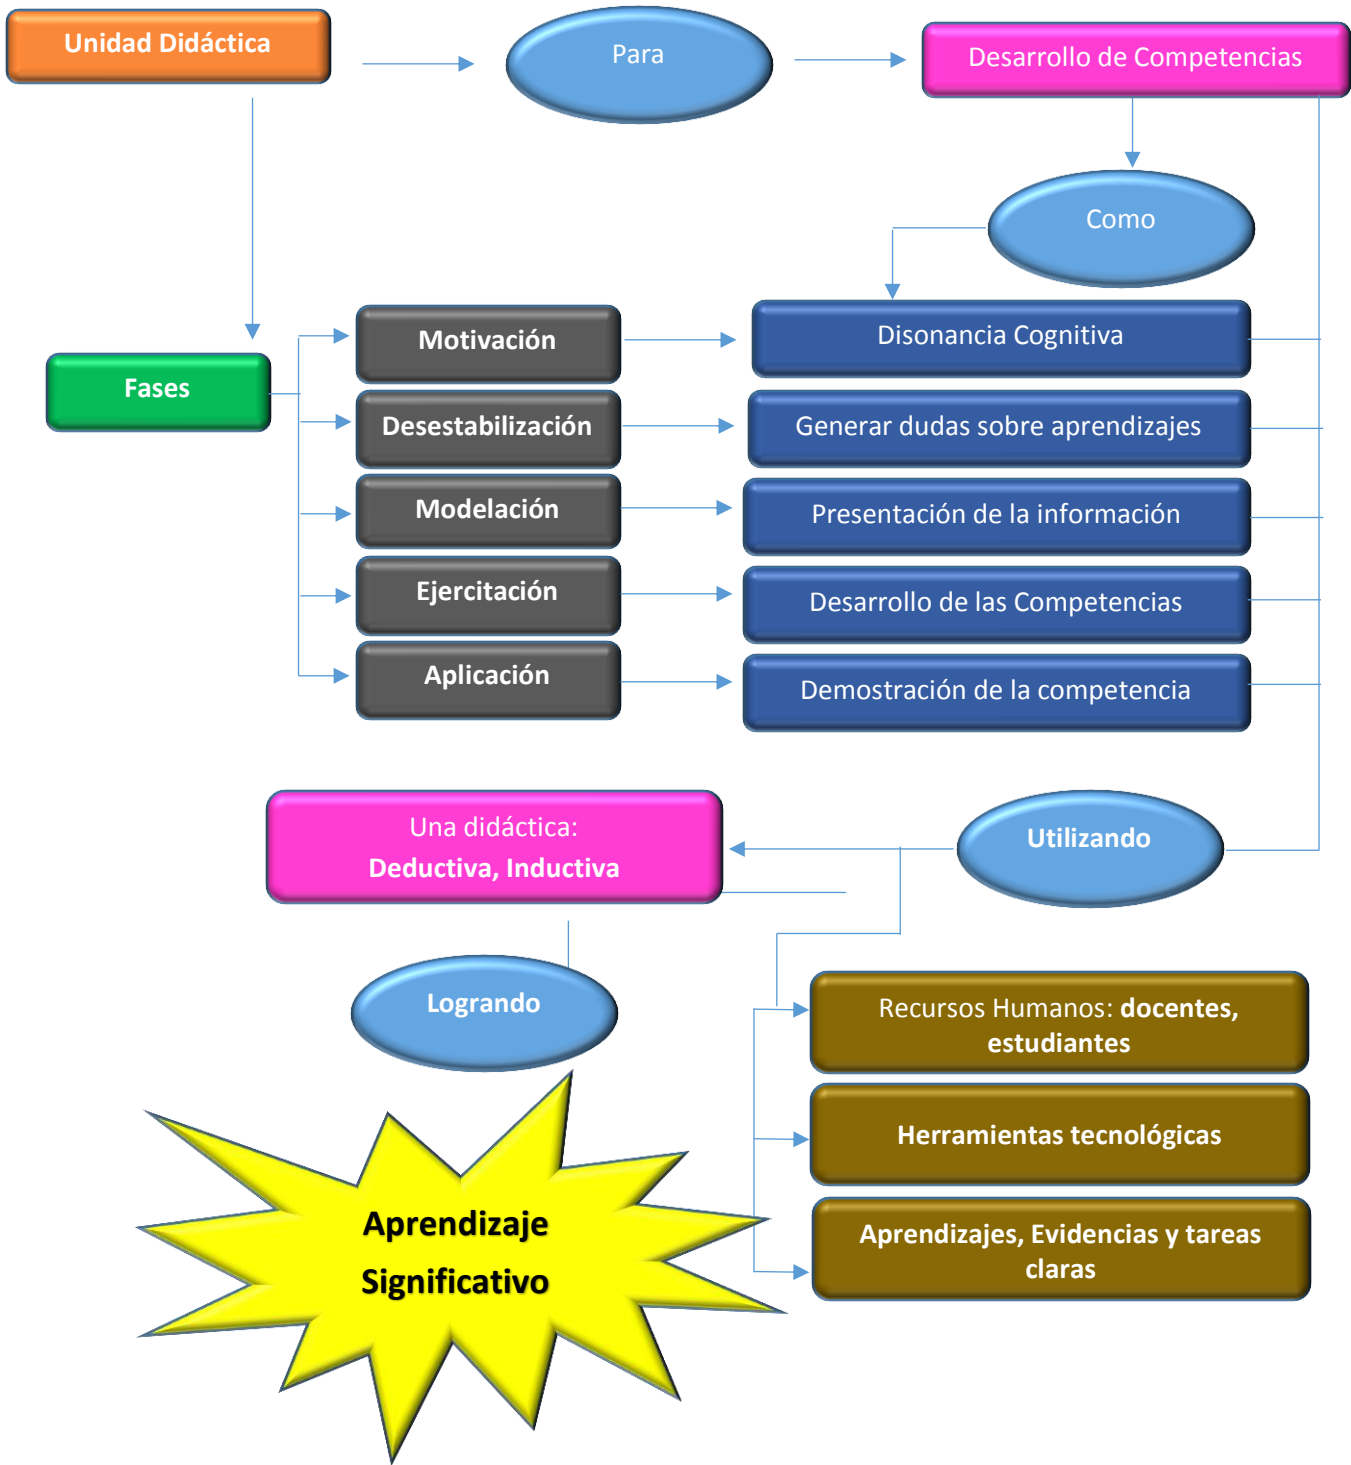 Unidad Didáctica
Para
Desarrollo de Competencias
Como
Fases
Motivación
Disonancia Cognitiva
Desestabilización
Generar dudas sobre aprendizajes
Modelación
Presentación de la información
Ejercitación
Desarrollo de las Competencias
Aplicación
Demostración de la competencia
Una didáctica:
Deductiva, Inductiva
Utilizando
Logrando
Recursos Humanos: docentes,
estudiantes
Herramientas tecnológicas
Aprendizajes, Evidencias y tareas
claras
Aprendizaje
Significativo